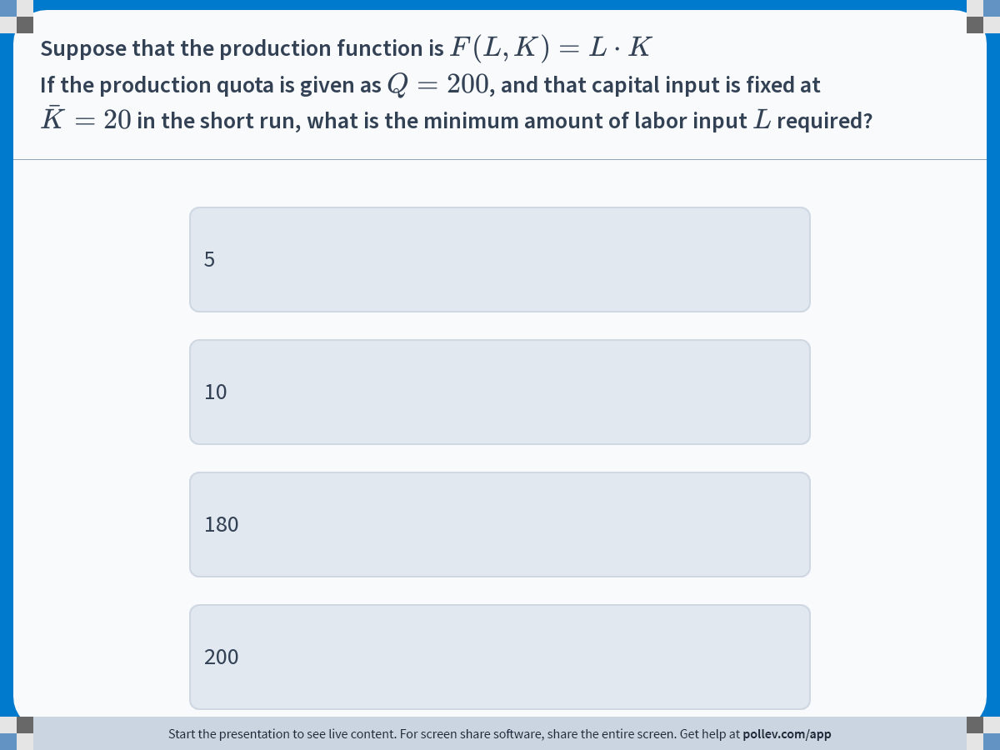 Suppose that the production function is F(L, K) = L · K
If the production quota is given as Q = 200, and that capital input is fixed at
K̄ = 20 in the short run, what is the minimum amount of labor input L required?
5
10
180
200
Start the presentation to see live content. For screen share software, share the entire screen. Get help at pollev.com/app